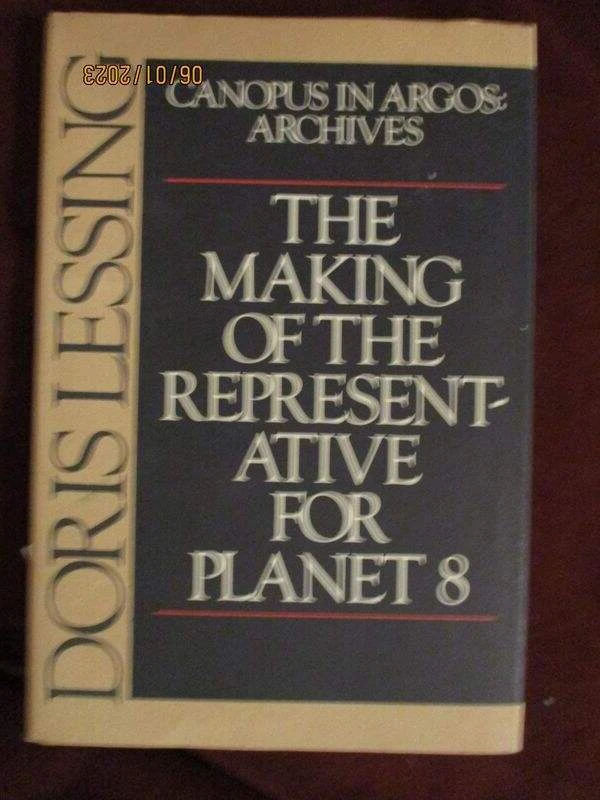 06/01/2023
CANOPUS IN ARGOS:
ARCHIVES
THE
MAKING
OF THE
REPRESENT-
ATIVE
FOR
PLANET 8
DORIS LESSING